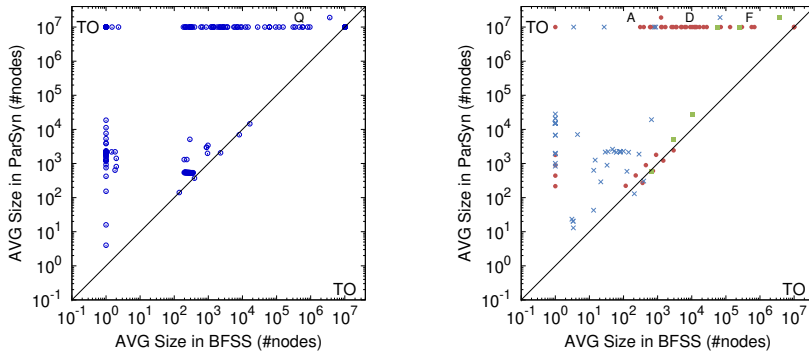 10^7
10^6
10^5
10^4
10^3
10^2
10^1
10^0
10^-1
TO
Q
TO
AVG Size in ParSyn (#nodes)
10^-1 10^0 10^1 10^2 10^3 10^4 10^5 10^6 10^7
AVG Size in BFSS (#nodes)
10^7
10^6
10^5
10^4
10^3
10^2
10^1
10^0
10^-1
TO
A D F
TO
AVG Size in ParSyn (#nodes)
10^-1 10^0 10^1 10^2 10^3 10^4 10^5 10^6 10^7
AVG Size in BFSS (#nodes)